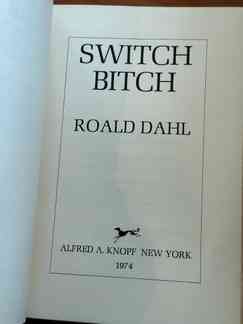 SWITCH
BITCH
ROALD DAHL
ALFRED A. KNOPF NEW YORK
1974